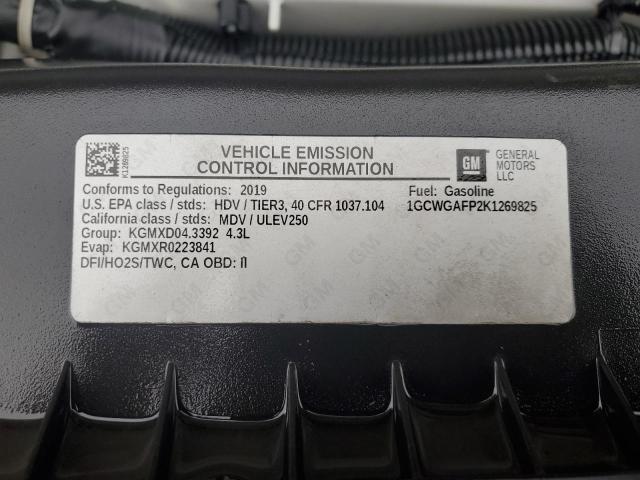 K1269825
VEHICLE EMISSION
CONTROL INFORMATION
GM
GENERAL
MOTORS
LLC
Conforms to Regulations: 2019
Fuel: Gasoline
U.S. EPA class / stds: HDV / TIER3, 40 CFR 1037.104
1GCWGAFP2K1269825
California class / stds: MDV / ULEV250
Group: KGMXD04.3392 4.3L
Evap: KGMXR0223841
DFI/HO2S/TWC, CA OBD: II